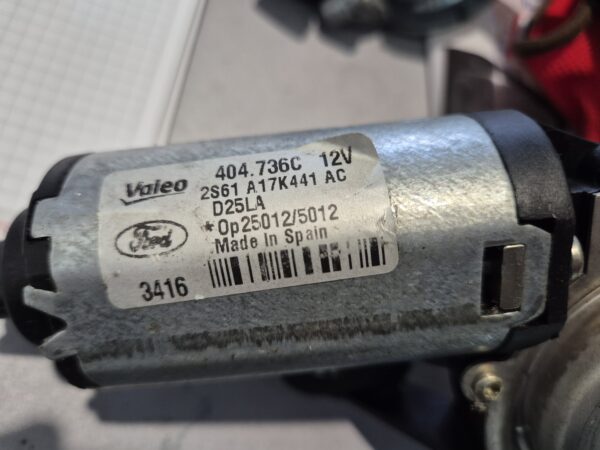 Valeo 404.736C 12V
2S61 A17K441 AC
D25LA
*Op25012/5012
Ford Made in Spain
3416